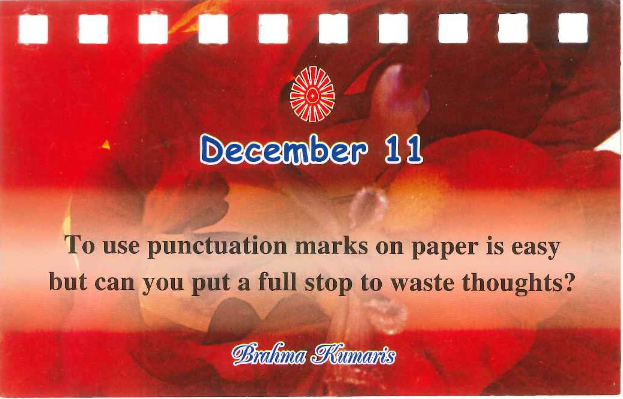 December 11
To use punctuation marks on paper is easy
but can you put a full stop to waste thoughts?
Brahma Kumaris